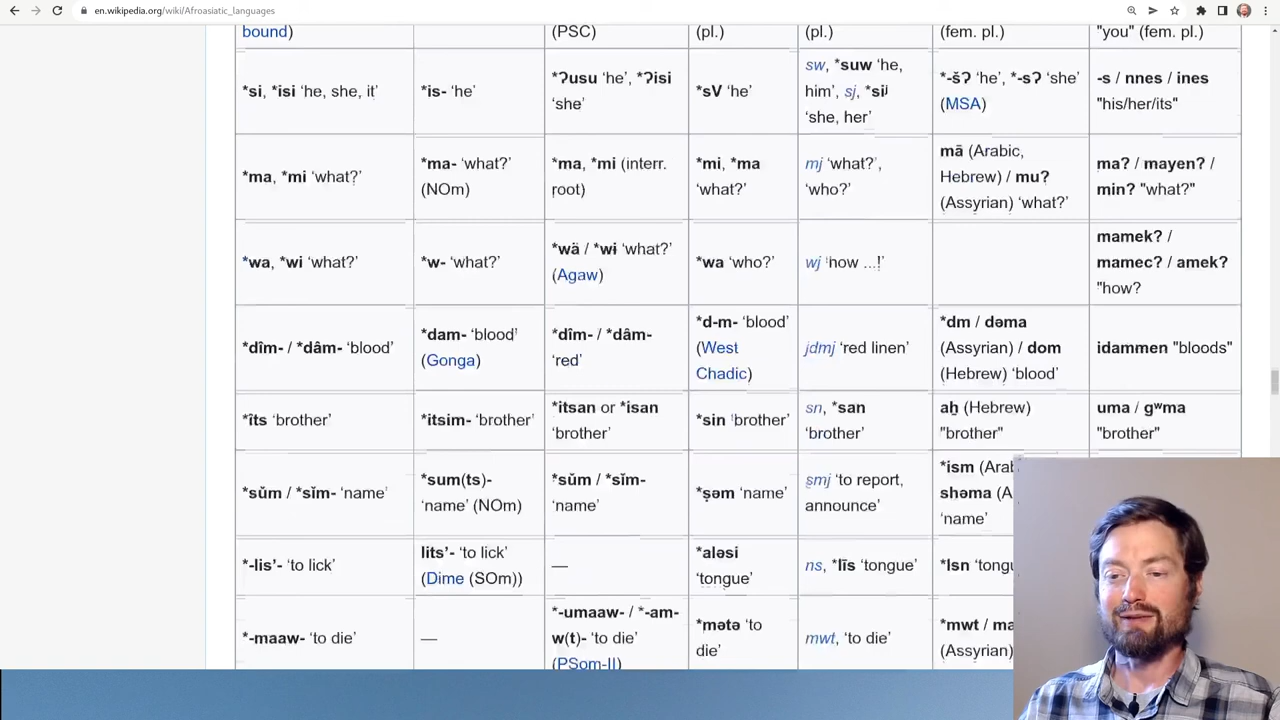 en.wikipedia.org/wiki/Afroasiatic_languages
bound)
(PSC)
(pl.)
(pl.)
(fem. pl.)
"you" (fem. pl.)
*si, *isi ‘he, she, it’
*is- ‘he’
*ʔusu ‘he’, *ʔisi
‘she’
*sV ‘he’
sw, *suw ‘he,
him’, sj, *siʲ
‘she, her’
*-šʔ ‘he’, *-sʔ ‘she’
(MSA)
-s / nnes / ines
"his/her/its"
*ma, *mi ‘what?’
*ma- ‘what?’
(NOm)
*ma, *mi (interr.
root)
*mi, *ma
‘what?’
mj ‘what?’,
‘who?’
mā (Arabic,
Hebrew) / mu?
(Assyrian) ‘what?’
ma? / mayen? /
min? "what?"
*wa, *wi ‘what?’
*w- ‘what?’
*wä / *wɨ ‘what?’
(Agaw)
*wa ‘who?’
wj ‘how ...!’
mamek? /
mamec? / amek?
"how?
*dîm- / *dâm- ‘blood’
*dam- ‘blood’
(Gonga)
*dîm- / *dâm-
‘red’
*d-m- ‘blood’
(West
Chadic)
jdmj ‘red linen’
*dm / dəma
(Assyrian) / dom
(Hebrew) ‘blood’
idammen "bloods"
*îts ‘brother’
*itsim- ‘brother’
*itsan or *isan
‘brother’
*sin ‘brother’
sn, *san
‘brother’
aḫ (Hebrew)
"brother"
uma / gʷma
"brother"
*sŭm / *sĭm- ‘name’
*sum(ts)-
‘name’ (NOm)
*sŭm / *sĭm-
‘name’
*ṣəm ‘name’
smj ‘to report,
announce’
*ism (Arab
shəma (A
‘name’
*-lis’- ‘to lick’
lits’- ‘to lick’
(Dime (SOm))
—
*aləsi
‘tongue’
ns, *līs ‘tongue’
*lsn ‘tongu
*-maaw- ‘to die’
—
*-umaaw- / *-am-
w(t)- ‘to die’
(PSom-II)
*mətə ‘to
die’
mwt, ‘to die’
*mwt / ma
(Assyrian)